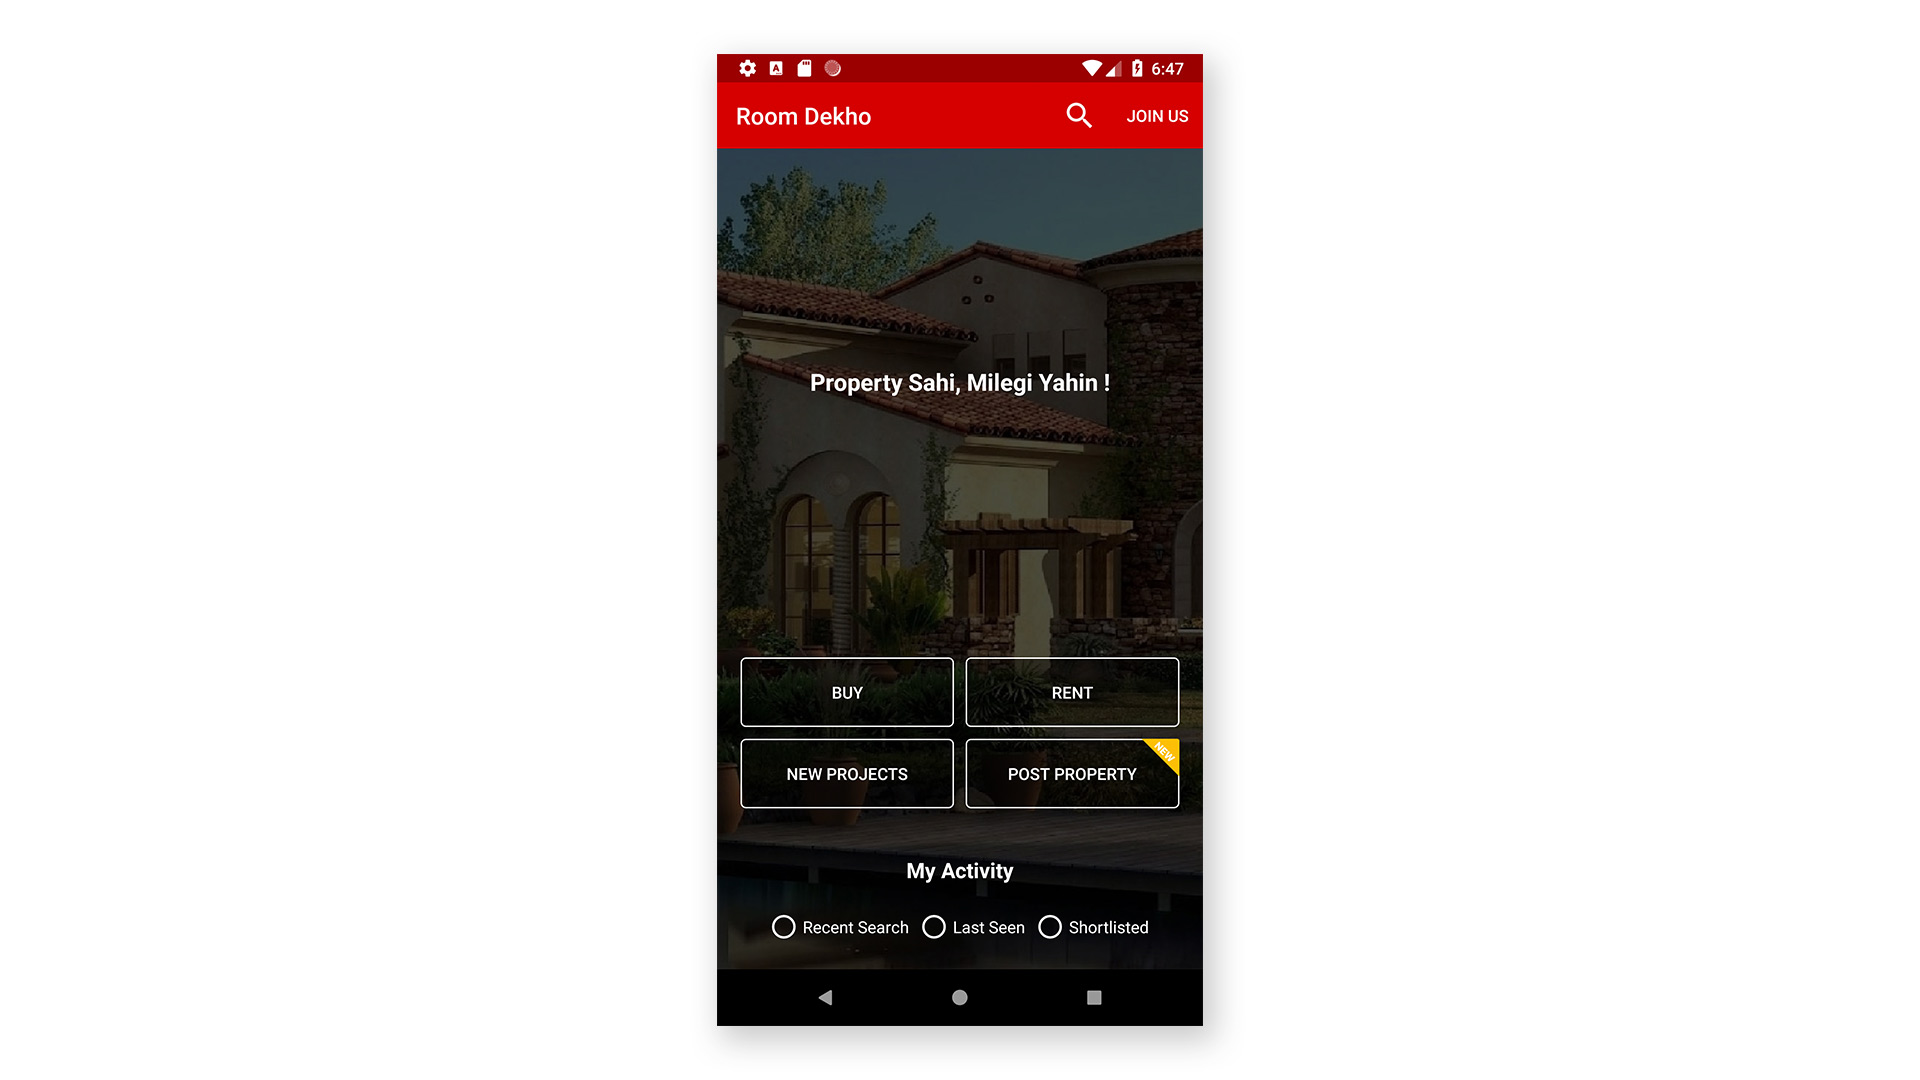 6:47
Room Dekho
JOIN US
Property Sahi, Milegi Yahin !
BUY
RENT
NEW PROJECTS
POST PROPERTY
NEW
My Activity
Recent Search
Last Seen
Shortlisted